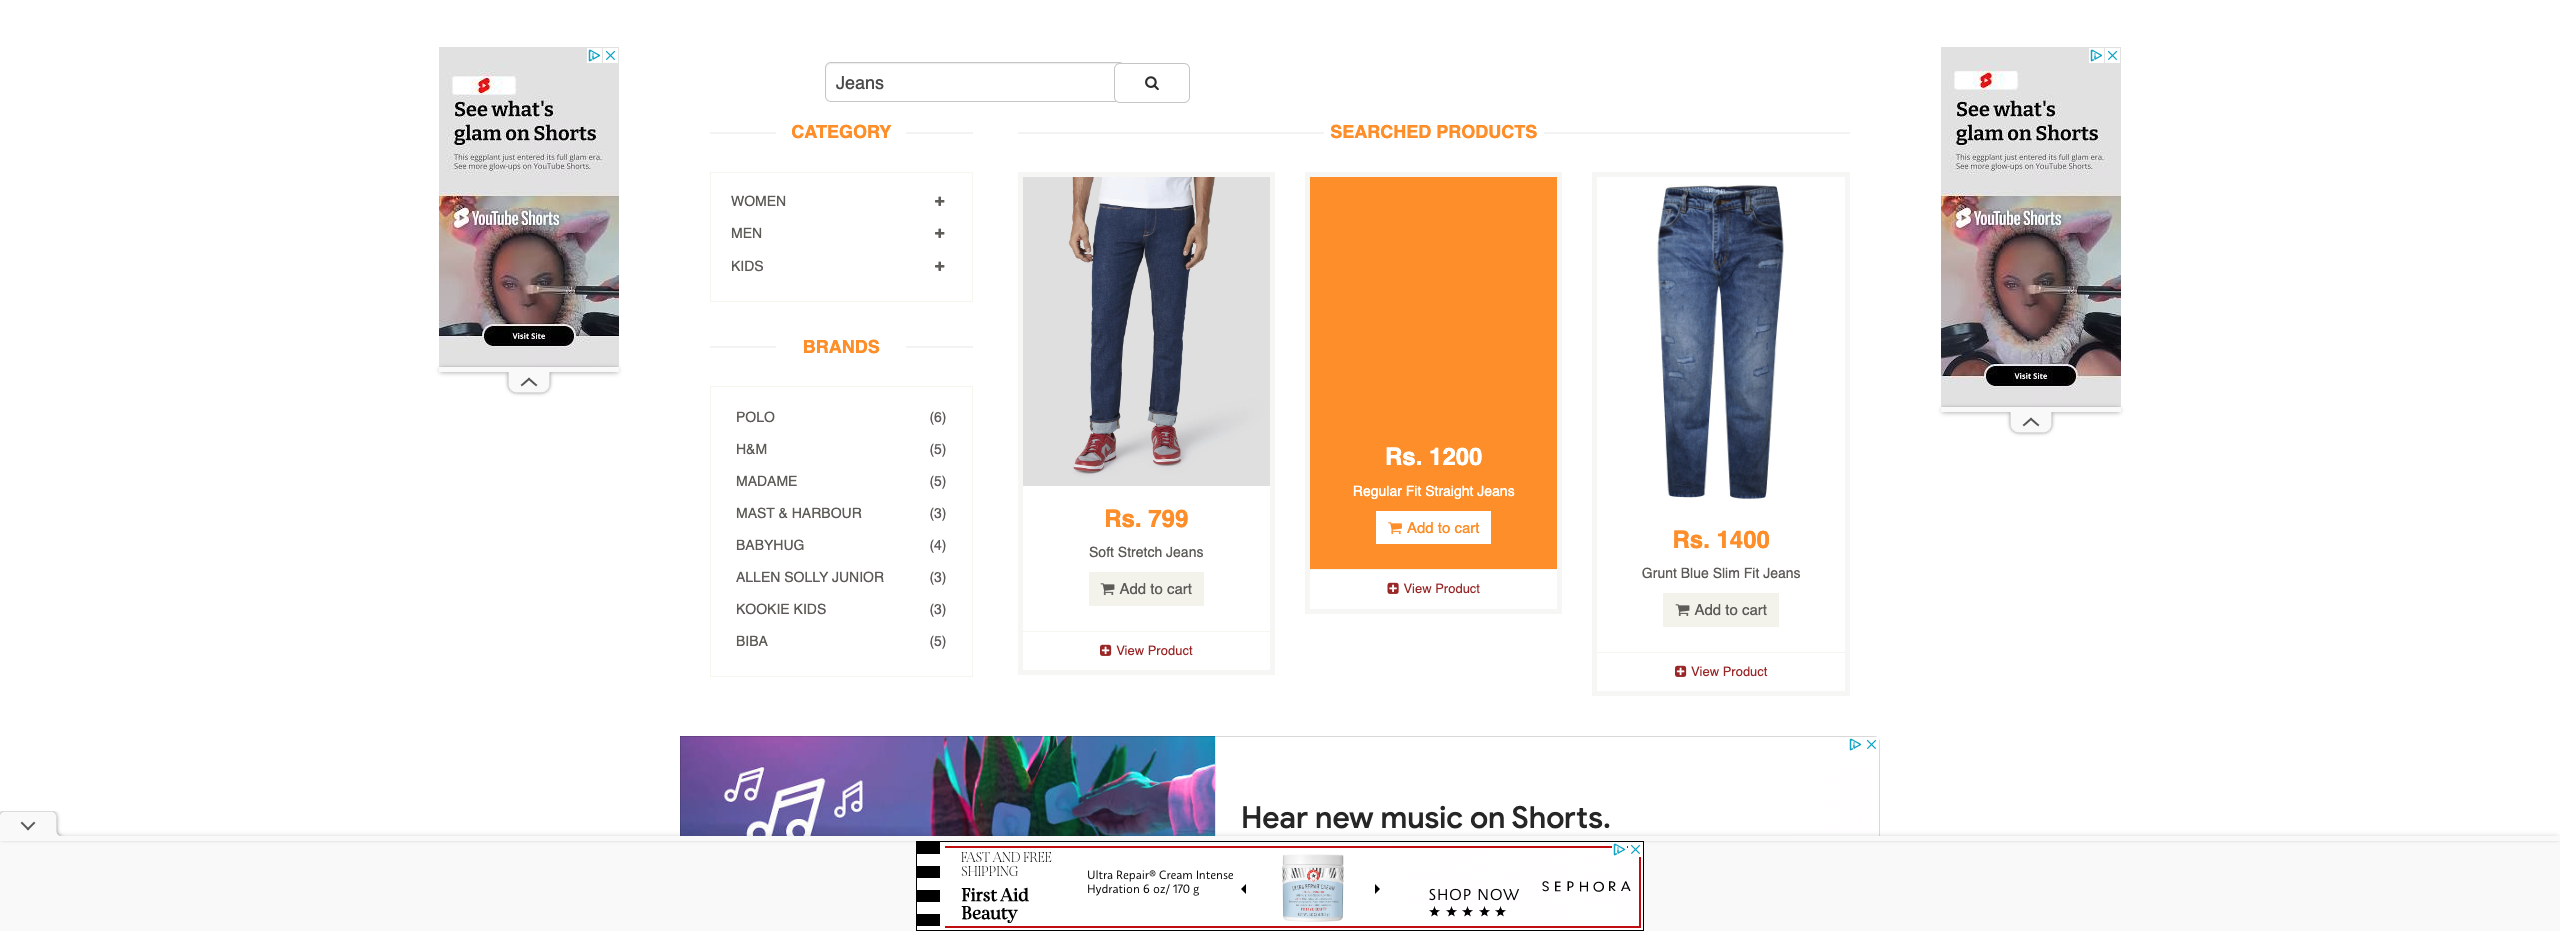 Jeans
See what's
glam on Shorts
This eggplant just entered its full glam era.
See more glow-ups on YouTube Shorts.
YouTube Shorts
Visit Site
CATEGORY
WOMEN
MEN
KIDS
BRANDS
POLO (6)
H&M (5)
MADAME (5)
MAST & HARBOUR (3)
BABYHUG (4)
ALLEN SOLLY JUNIOR (3)
KOOKIE KIDS (3)
BIBA (5)
SEARCHED PRODUCTS
Rs. 799
Soft Stretch Jeans
Add to cart
View Product
Rs. 1200
Regular Fit Straight Jeans
Add to cart
View Product
Rs. 1400
Grunt Blue Slim Fit Jeans
Add to cart
View Product
See what's
glam on Shorts
This eggplant just entered its full glam era.
See more glow-ups on YouTube Shorts.
YouTube Shorts
Visit Site
Hear new music on Shorts.
FAST AND FREE
SHIPPING
First Aid
Beauty
Ultra Repair® Cream Intense
Hydration 6 oz/ 170 g
ULTRA REPAIR CREAM
SHOP NOW
SEPHORA